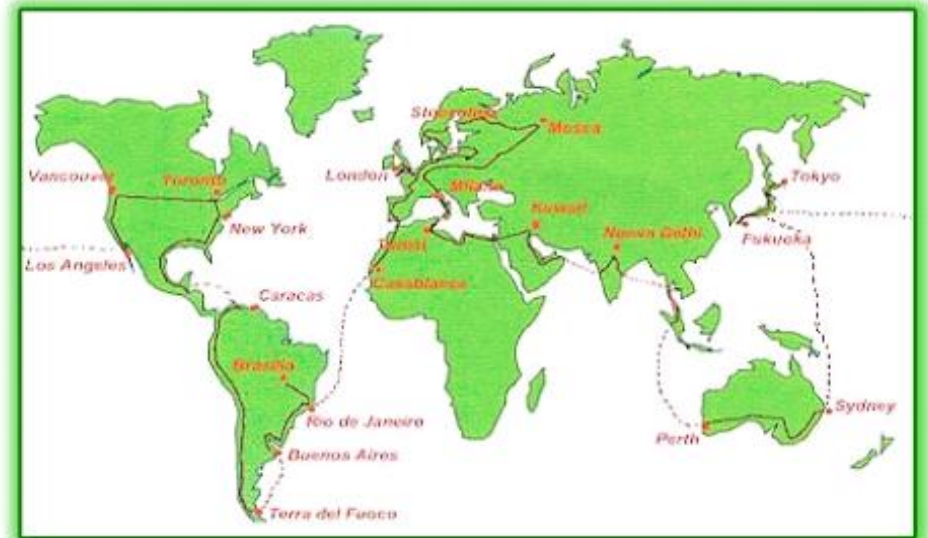 Stoccolma
Mosca
Vancouver
Toronto
London
Milano
Tokyo
New York
Kuwait
Nuova Delhi
Fukuoka
Los Angeles
Tunisi
Casablanca
Caracas
Brasilia
Rio de Janeiro
Sydney
Perth
Buenos Aires
Terra del Fuoco